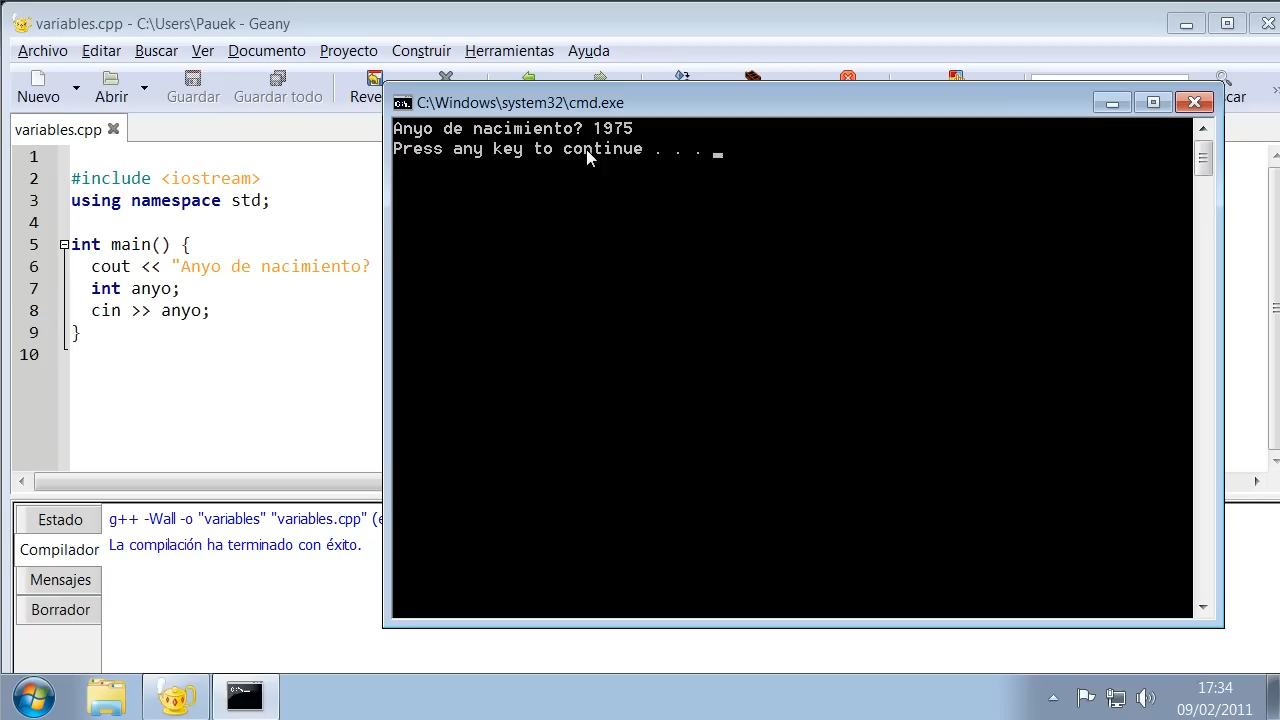 variables.cpp - C:\Users\Pauek - Geany
Archivo Editar Buscar Ver Documento Proyecto Construir Herramientas Ayuda
Nuevo Abrir Guardar Guardar todo Reve car
variables.cpp
1
2 #include <iostream>
3 using namespace std;
4
5 int main() {
6 cout << "Anyo de nacimiento?
7 int anyo;
8 cin >> anyo;
9 }
10
C:\Windows\system32\cmd.exe
Anyo de nacimiento? 1975
Press any key to continue . . .
Estado
Compilador
Mensajes
Borrador
g++ -Wall -o "variables" "variables.cpp" (e
La compilación ha terminado con éxito.
17:34
09/02/2011